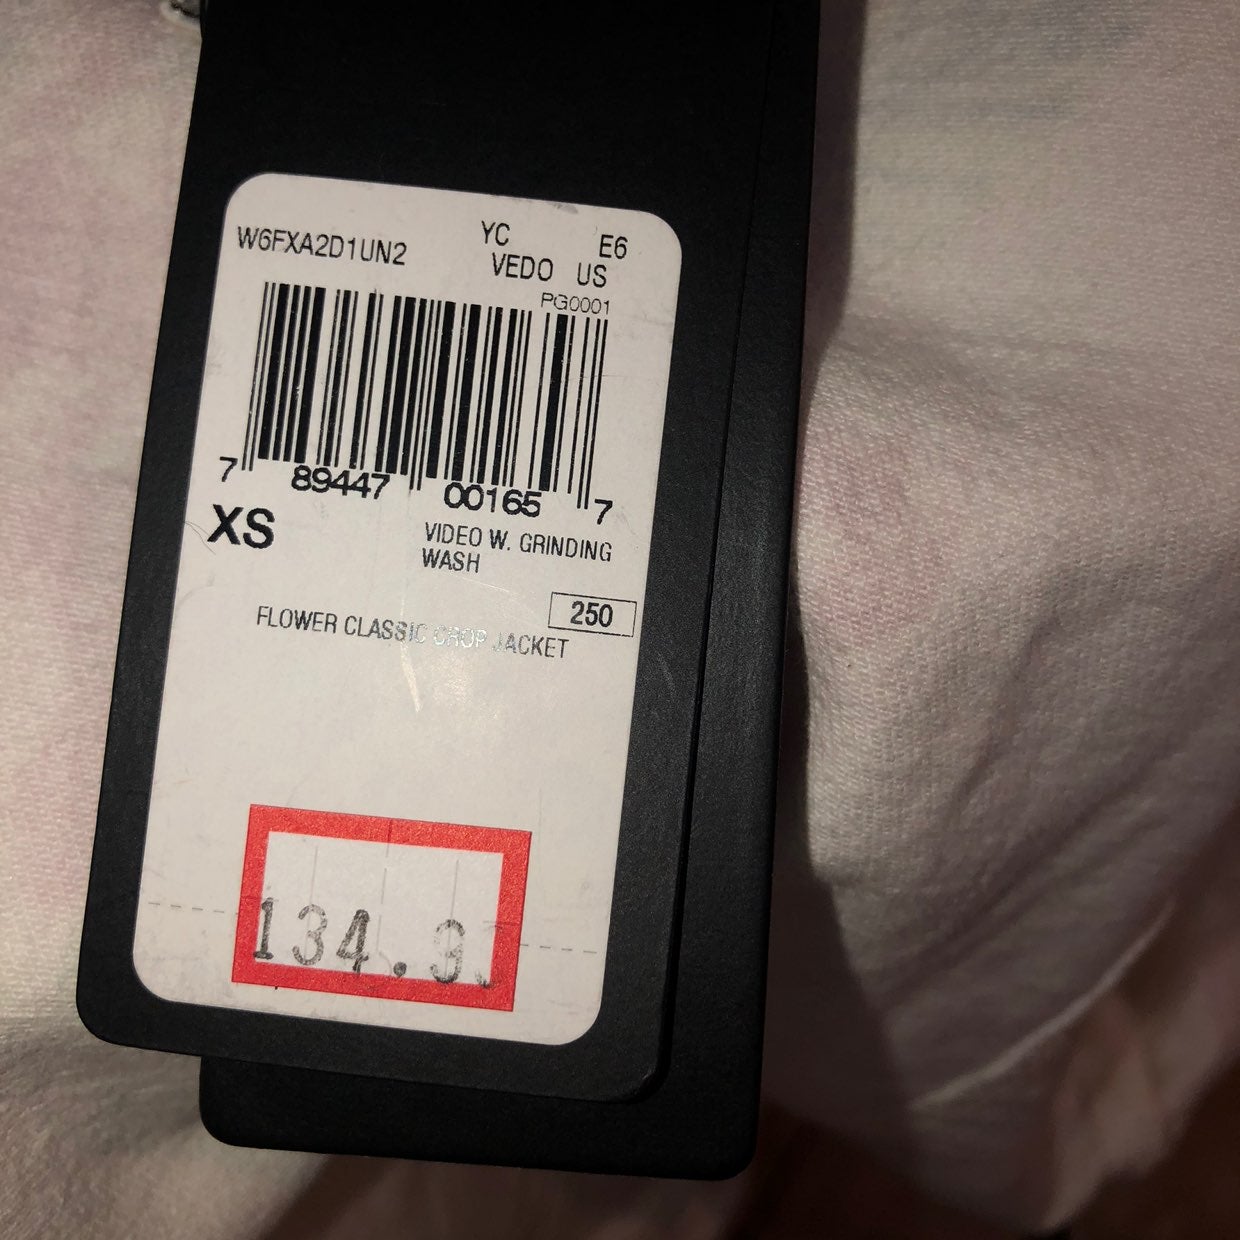 W6FXA2D1UN2 YC E6
VEDO US
PG0001
7 89447 00165 7
XS
VIDEO W. GRINDING
WASH
250
FLOWER CLASSIC CROP JACKET